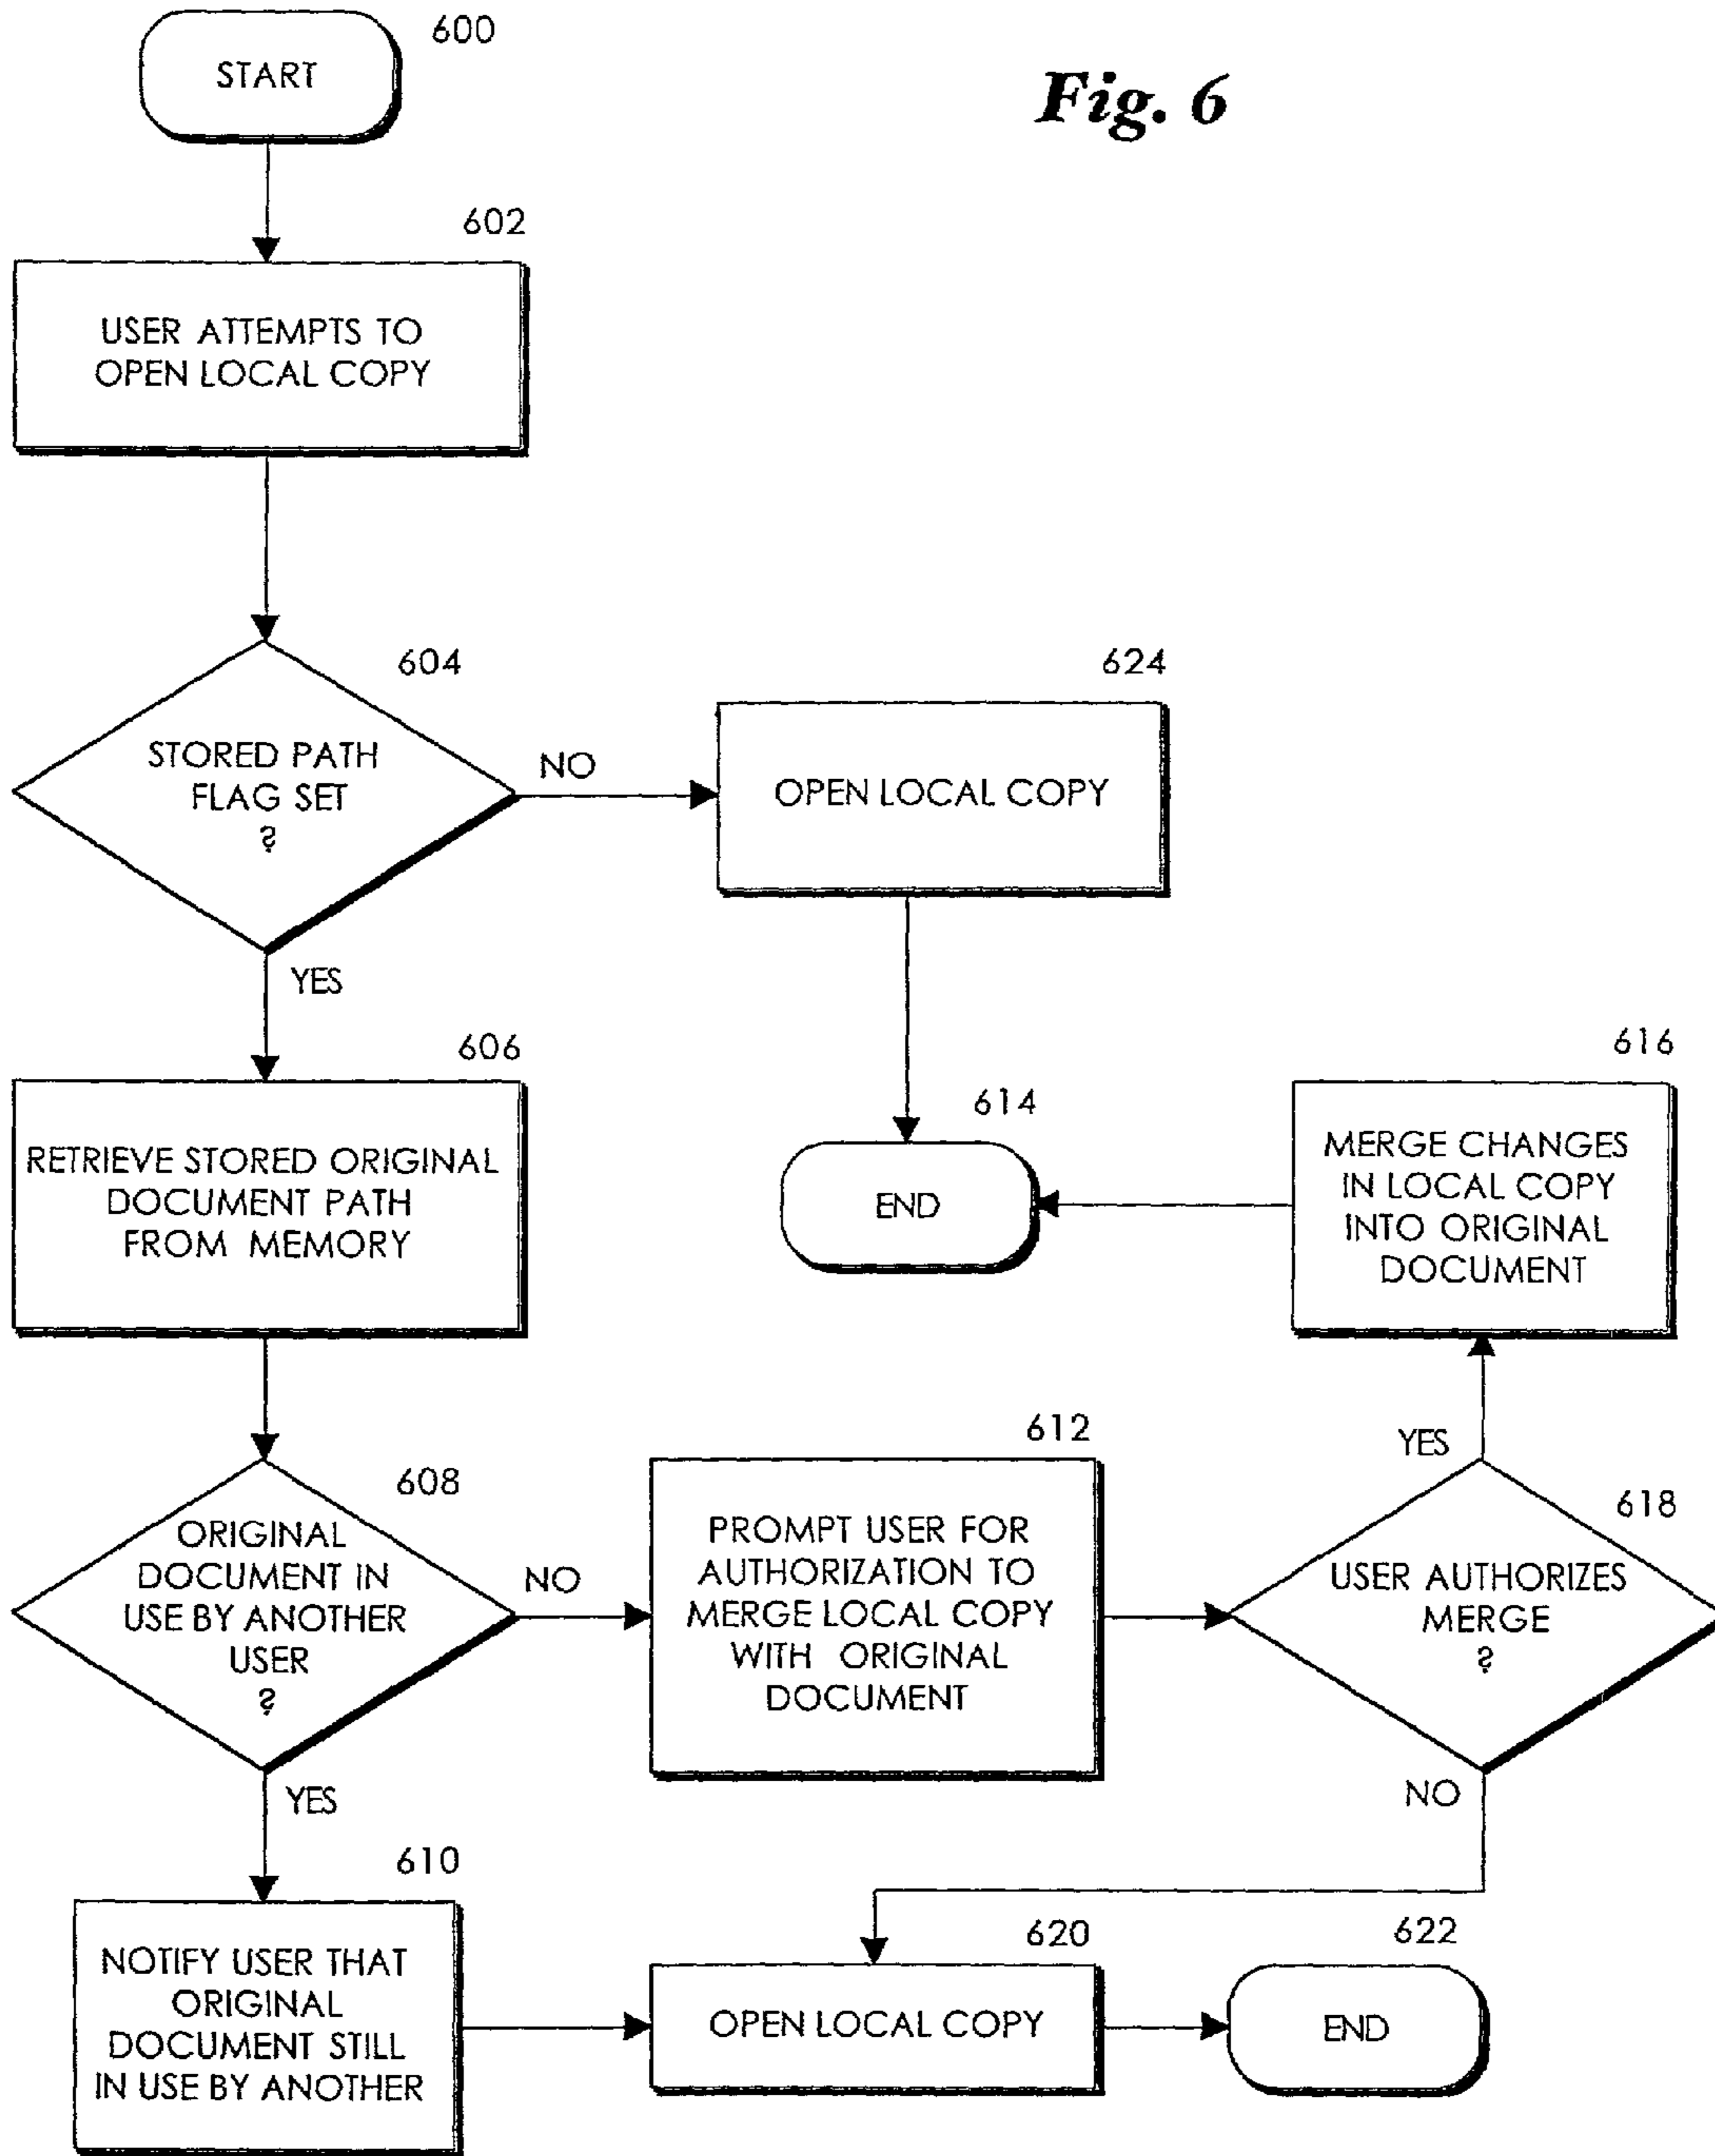 600
START
Fig. 6
602
USER ATTEMPTS TO
OPEN LOCAL COPY
604
STORED PATH
FLAG SET
?
NO
YES
624
OPEN LOCAL COPY
606
RETRIEVE STORED ORIGINAL
DOCUMENT PATH
FROM MEMORY
614
END
616
MERGE CHANGES
IN LOCAL COPY
INTO ORIGINAL
DOCUMENT
608
ORIGINAL
DOCUMENT IN
USE BY ANOTHER
USER
?
NO
YES
612
PROMPT USER FOR
AUTHORIZATION TO
MERGE LOCAL COPY
WITH ORIGINAL
DOCUMENT
YES
618
USER AUTHORIZES
MERGE
?
NO
610
NOTIFY USER THAT
ORIGINAL
DOCUMENT STILL
IN USE BY ANOTHER
620
OPEN LOCAL COPY
622
END